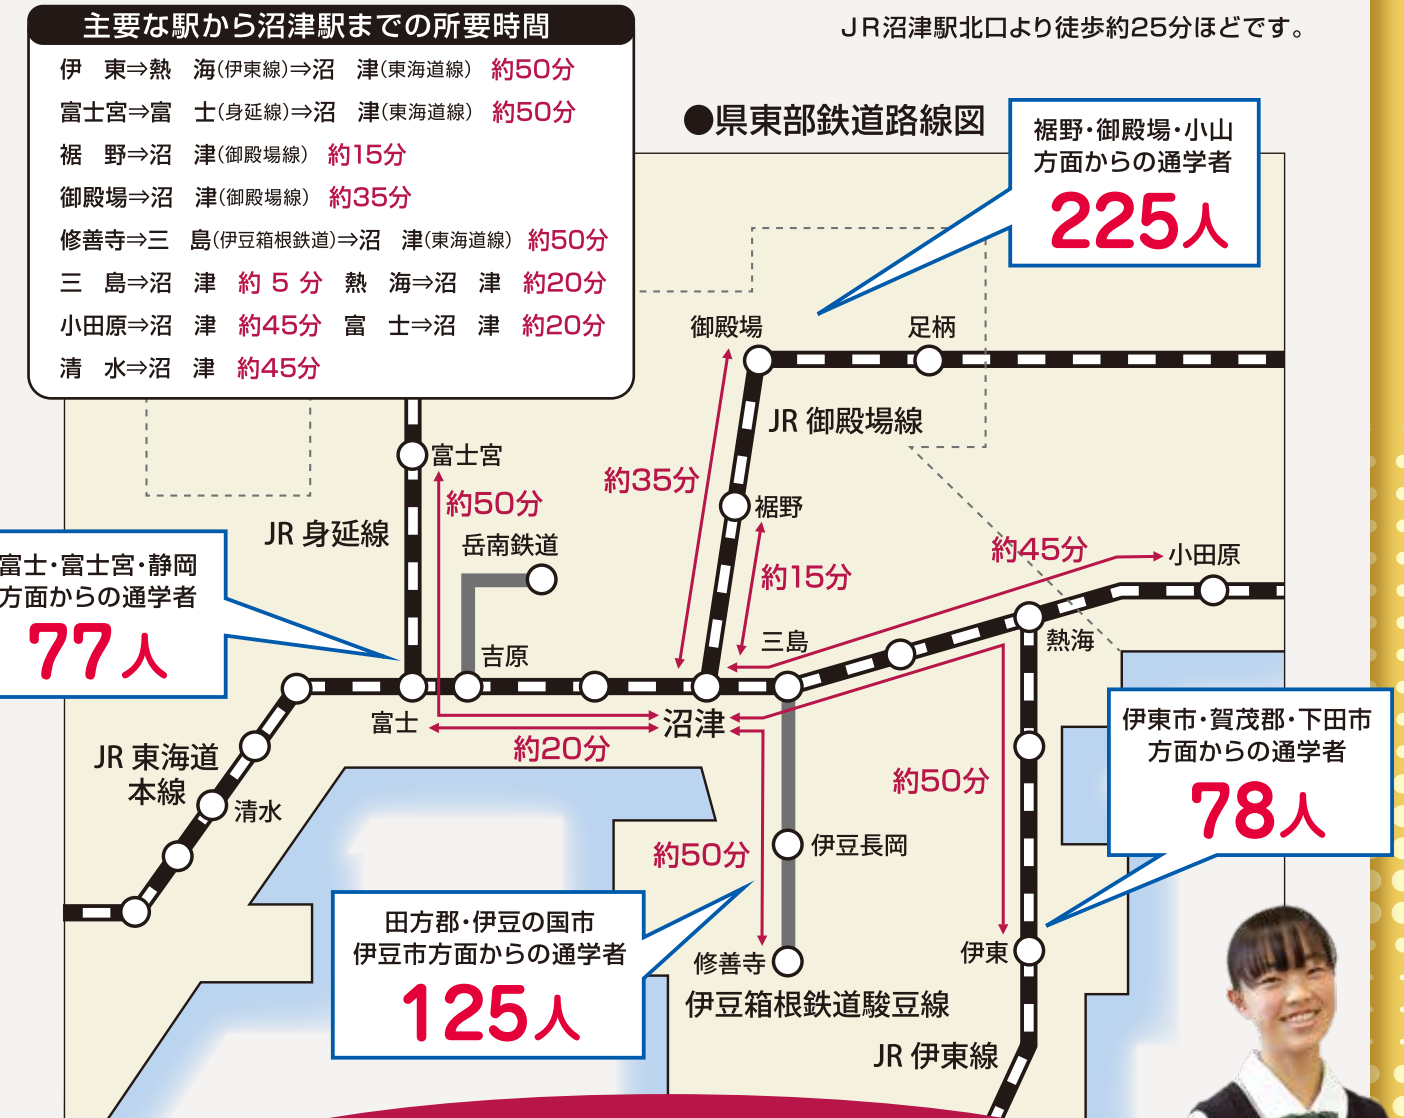 主要な駅から沼津駅までの所要時間
伊　東⇒熱　海(伊東線)⇒沼　津(東海道線)　約50分
富士宮⇒富　士(身延線)⇒沼　津(東海道線)　約50分
裾　野⇒沼　津(御殿場線)　約15分
御殿場⇒沼　津(御殿場線)　約35分
修善寺⇒三　島(伊豆箱根鉄道)⇒沼　津(東海道線)　約50分
三　島⇒沼　津　約 5 分　熱　海⇒沼　津　約20分
小田原⇒沼　津　約45分　富　士⇒沼　津　約20分
清　水⇒沼　津　約45分
JR沼津駅北口より徒歩約25分ほどです。
●県東部鉄道路線図
裾野・御殿場・小山
方面からの通学者
225人
御殿場
足柄
JR 御殿場線
富士宮
約35分
約50分
裾野
JR 身延線
岳南鉄道
約45分
小田原
富士・富士宮・静岡
方面からの通学者
77人
約15分
三島
熱海
吉原
富士
沼津
約20分
JR 東海道
本線
清水
伊東市・賀茂郡・下田市
方面からの通学者
78人
約50分
約50分
伊豆長岡
田方郡・伊豆の国市
伊豆市方面からの通学者
125人
修善寺
伊東
伊豆箱根鉄道駿豆線
JR 伊東線